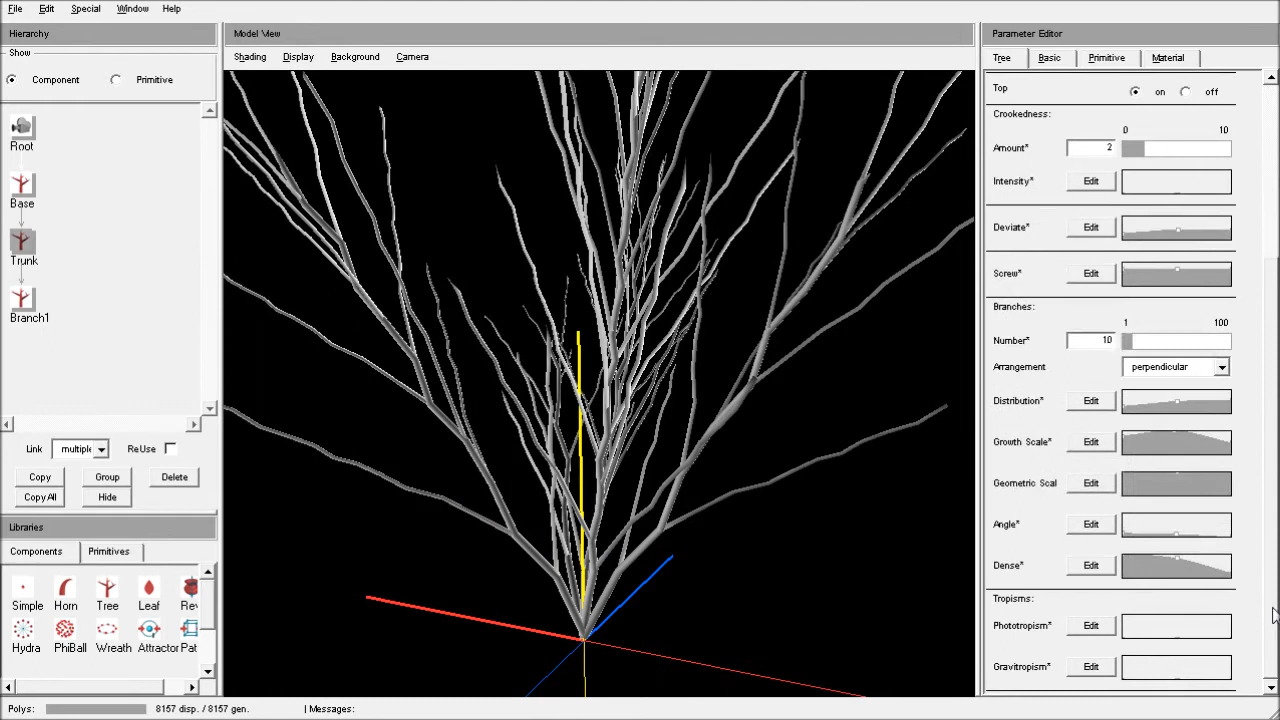 File Edit Special Window Help
Hierarchy
Show
Component Primitive
Root
Base
Trunk
Branch1
Link multiple ReUse
Copy Group Delete
Copy All Hide
Libraries
Components Primitives
Simple Horn Tree Leaf Rev
Hydra PhiBall Wreath Attractor Pat
Model View
Shading Display Background Camera
Parameter Editor
Tree Basic Primitive Material
Top on off
Crookedness:
0 10
Amount* 2
Intensity* Edit
Deviate* Edit
Screw* Edit
Branches:
1 100
Number* 10
Arrangement perpendicular
Distribution* Edit
Growth Scale* Edit
Geometric Scal Edit
Angle* Edit
Dense* Edit
Tropisms:
Phototropism* Edit
Gravitropism* Edit
Polys: 8157 disp. / 8157 gen. | Messages: